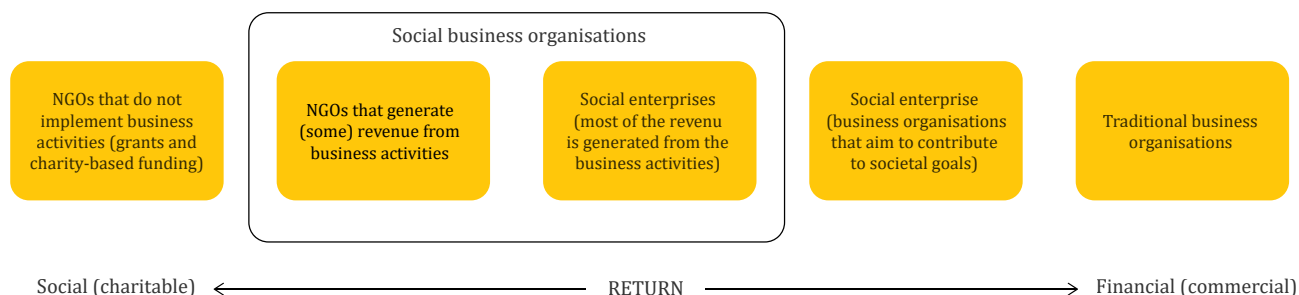 Social business organisations
NGOs that do not
implement business
activities (grants and
charity-based funding)
NGOs that generate
(some) revenue from
business activities
Social enterprises
(most of the revenu
is generated from the
business activities)
Social enterprise
(business organisations
that aim to contribute
to societal goals)
Traditional business
organisations
Social (charitable)
RETURN
Financial (commercial)